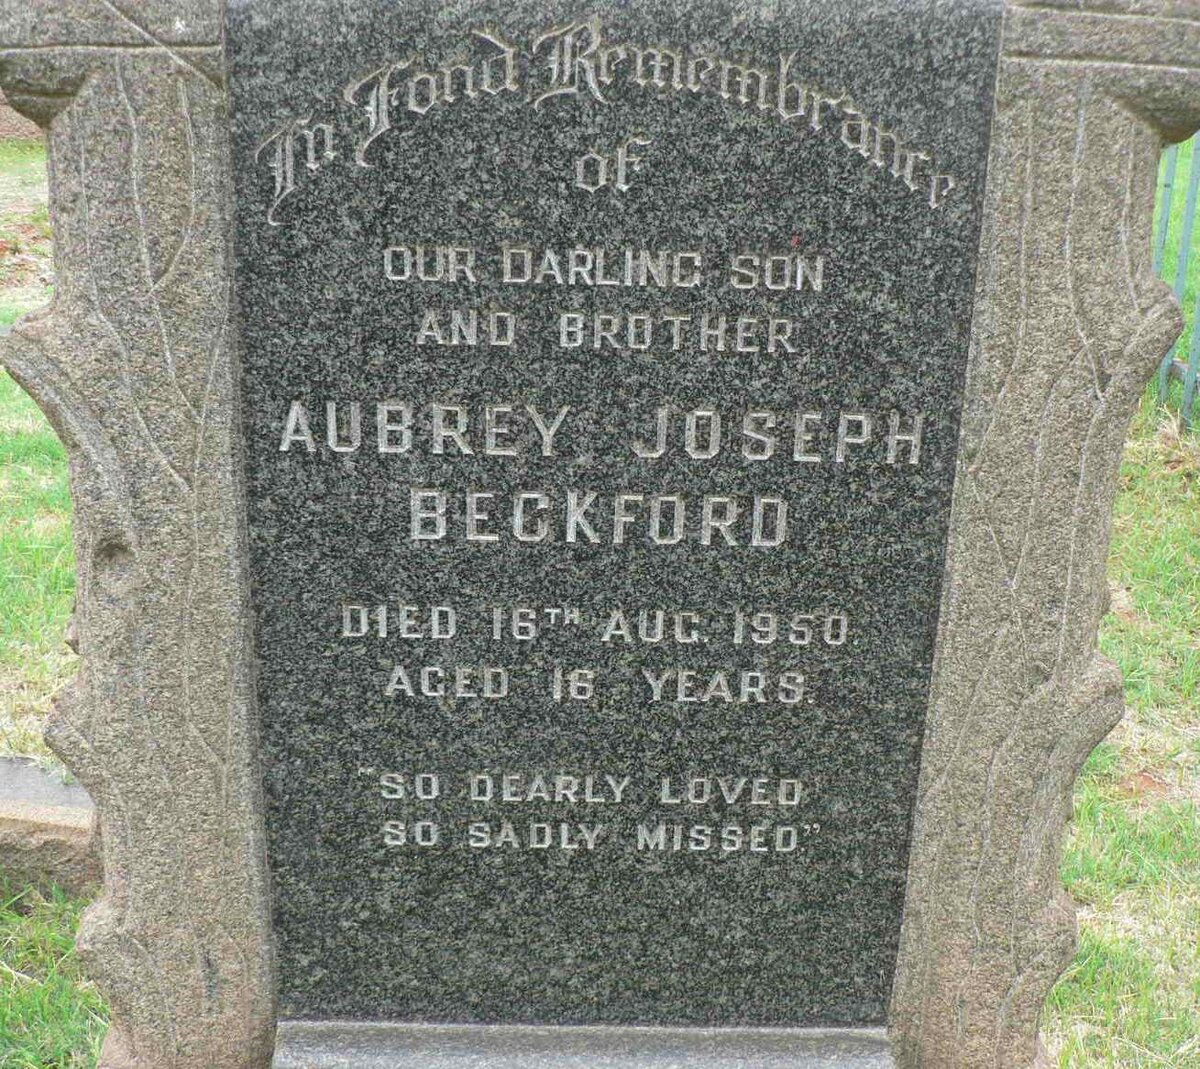 In Fond Remembrance
of
OUR DARLING SON
AND BROTHER
AUBREY JOSEPH
BECKFORD
DIED 16TH AUG. 1950.
AGED 16 YEARS.
"SO DEARLY LOVED
SO SADLY MISSED"